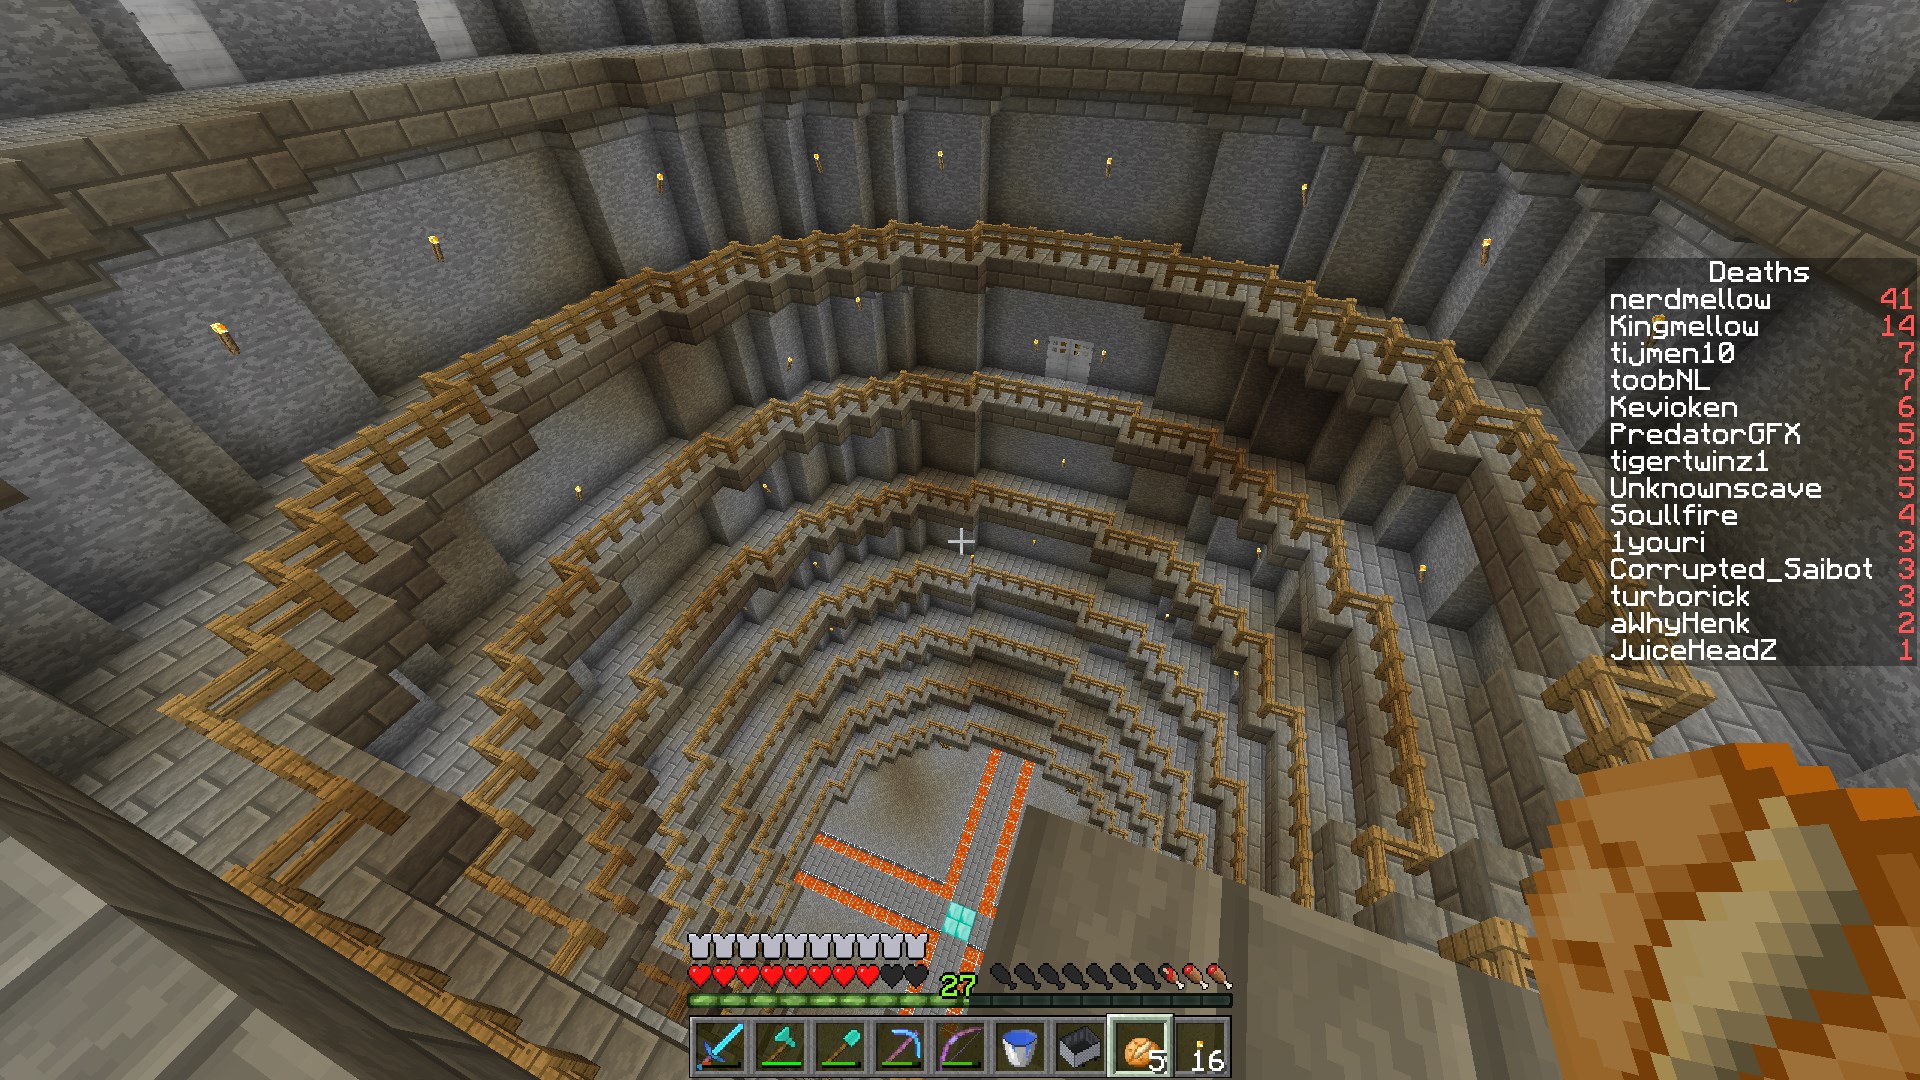 Deaths
nerdmellow 41
Kingmellow 14
tijmen10 7
toobNL 7
Kevioken 6
PredatorGFX 5
tigertwinz1 5
Unknownscave 5
Soullfire 4
1youri 3
Corrupted_Saibot 3
turborick 3
aWhyHenk 2
JuiceHeadZ 1
27
5 16